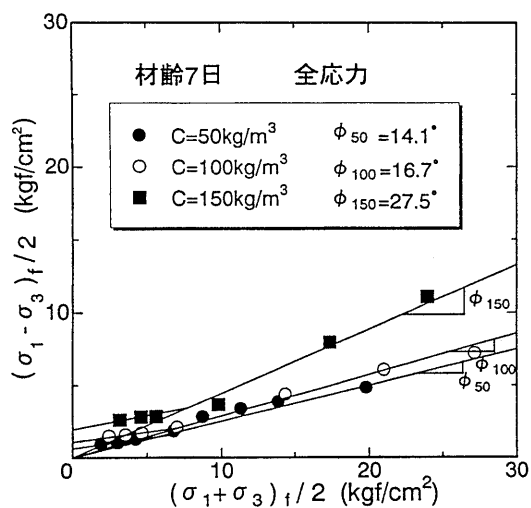 30
材齢7日 全応力
C=50kg/m³ φ50=14.1°
C=100kg/m³ φ100=16.7°
C=150kg/m³ φ150=27.5°
20
10
(σ1-σ3)f/2 (kgf/cm²)
φ150
φ100
φ50
0 10 20 30
(σ1+σ3)f/2 (kgf/cm²)